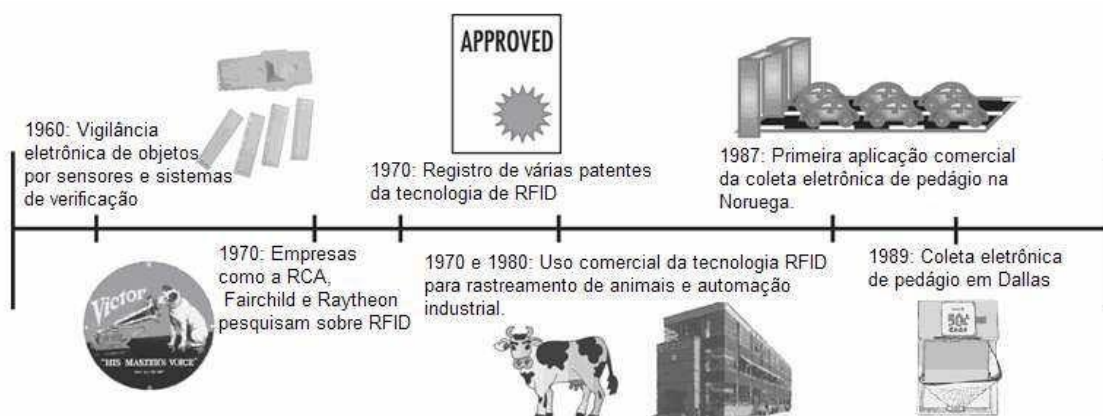 APPROVED
1960: Vigilância
eletrônica de objetos
por sensores e sistemas
de verificação
1970: Registro de várias patentes
da tecnologia de RFID
1987: Primeira aplicação comercial
da coleta eletrônica de pedágio na
Noruega.
1970: Empresas
como a RCA,
Fairchild e Raytheon
pesquisam sobre RFID
1970 e 1980: Uso comercial da tecnologia RFID
para rastreamento de animais e automação
industrial.
1989: Coleta eletrônica
de pedágio em Dallas
Victor
"HIS MASTER'S VOICE"
50¢